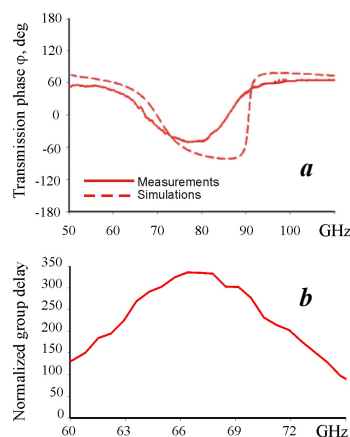 Transmission phase φ, deg
180
120
60
0
-60
-120
-180
Measurements
Simulations
a
50 60 70 80 90 100 GHz
Normalized group delay
350
300
250
200
150
100
50
0
b
60 63 66 69 72 GHz